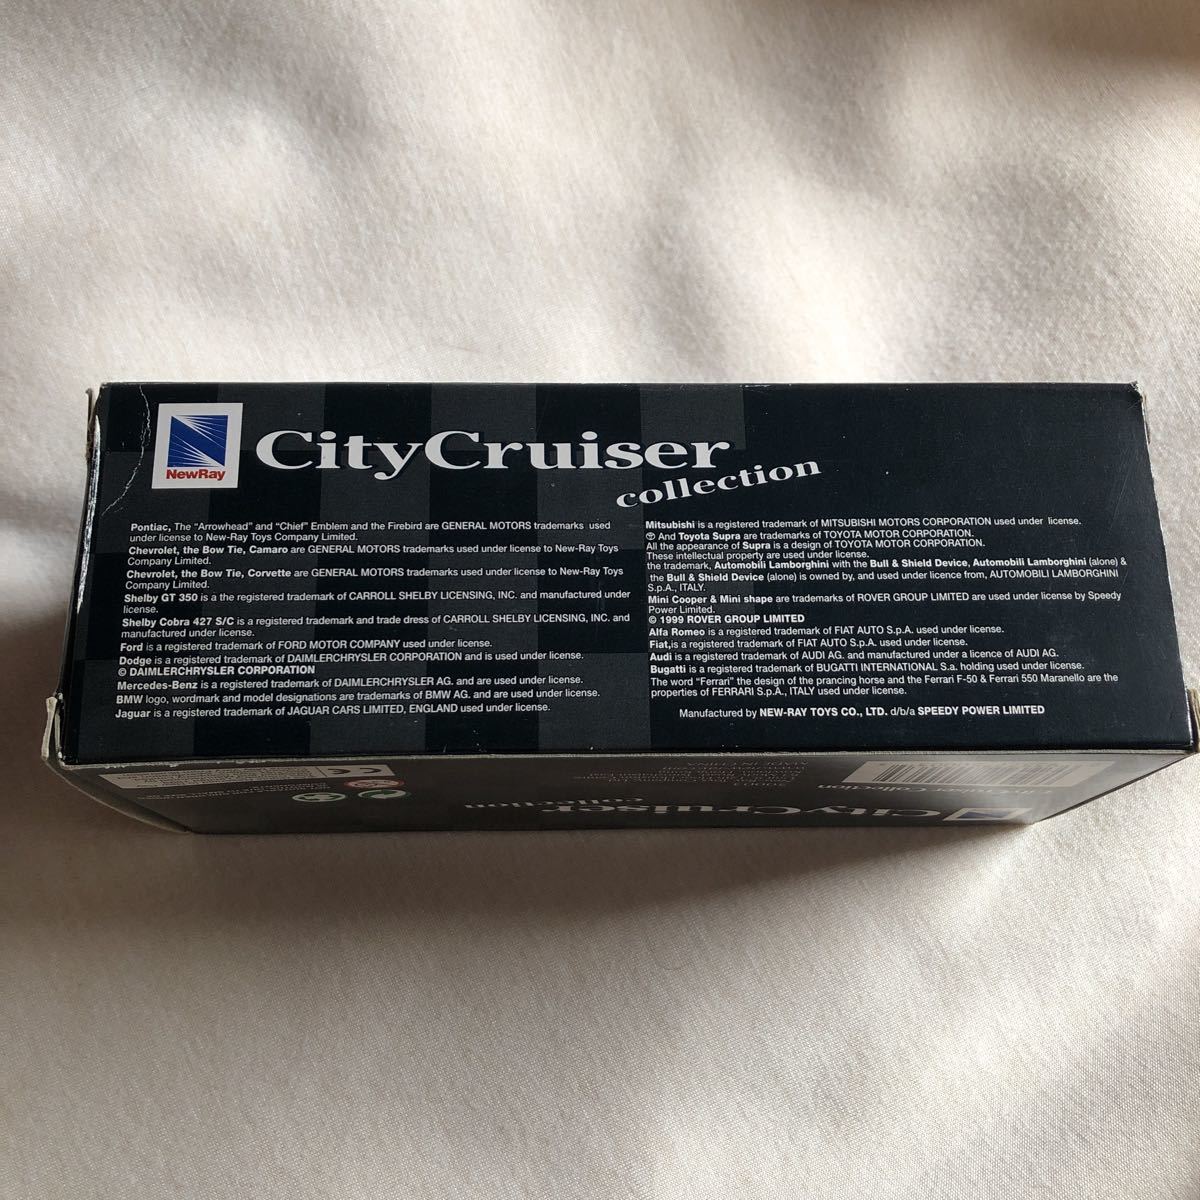 NewRay
CityCruiser
collection
Pontiac, The "Arrowhead" and "Chief" Emblem and the Firebird are GENERAL MOTORS trademarks used
under license to New-Ray Toys Company Limited.
Chevrolet, the Bow Tie, Camaro are GENERAL MOTORS trademarks used under license to New-Ray Toys
Company Limited.
Chevrolet, the Bow Tie, Corvette are GENERAL MOTORS trademarks used under license to New-Ray Toys
Company Limited.
Shelby GT 350 is a the registered trademark of CARROLL SHELBY LICENSING, INC. and manufactured under
license.
Shelby Cobra 427 S/C is a registered trademark and trade dress of CARROLL SHELBY LICENSING, INC. and
manufactured under license.
Ford is a registered trademark of FORD MOTOR COMPANY used under license.
Dodge is a registered trademark of DAIMLERCHRYSLER CORPORATION and is used under license.
© DAIMLERCHRYSLER CORPORATION
Mercedes-Benz is a registered trademark of DAIMLERCHRYSLER AG. and are used under license.
BMW logo, wordmark and model designations are trademarks of BMW AG. and are used under license.
Jaguar is a registered trademark of JAGUAR CARS LIMITED, ENGLAND used under license.
Mitsubishi is a registered trademark of MITSUBISHI MOTORS CORPORATION used under license.
And Toyota Supra are trademarks of TOYOTA MOTOR CORPORATION.
All the appearance of Supra is a design of TOYOTA MOTOR CORPORATION.
These intellectual property are used under license.
the trademark, Automobili Lamborghini with the Bull & Shield Device, Automobili Lamborghini (alone) &
the Bull & Shield Device (alone) is owned by, and used under licence from, AUTOMOBILI LAMBORGHINI
S.p.A., ITALY.
Mini Cooper & Mini shape are trademarks of ROVER GROUP LIMITED are used under license by Speedy
Power Limited.
© 1999 ROVER GROUP LIMITED
Alfa Romeo is a registered trademark of FIAT AUTO S.p.A. used under license.
Fiat,is a registered trademark of FIAT AUTO S.p.A. used under license.
Audi is a registered trademark of AUDI AG. and manufactured under a licence of AUDI AG.
Bugatti is a registered trademark of BUGATTI INTERNATIONAL S.a. holding used under license.
The word "Ferrari" the design of the prancing horse and the Ferrari F-50 & Ferrari 550 Maranello are the
properties of FERRARI S.p.A., ITALY used under license.
Manufactured by NEW-RAY TOYS CO., LTD. d/b/a SPEEDY POWER LIMITED
CityCruiser
collection
CE